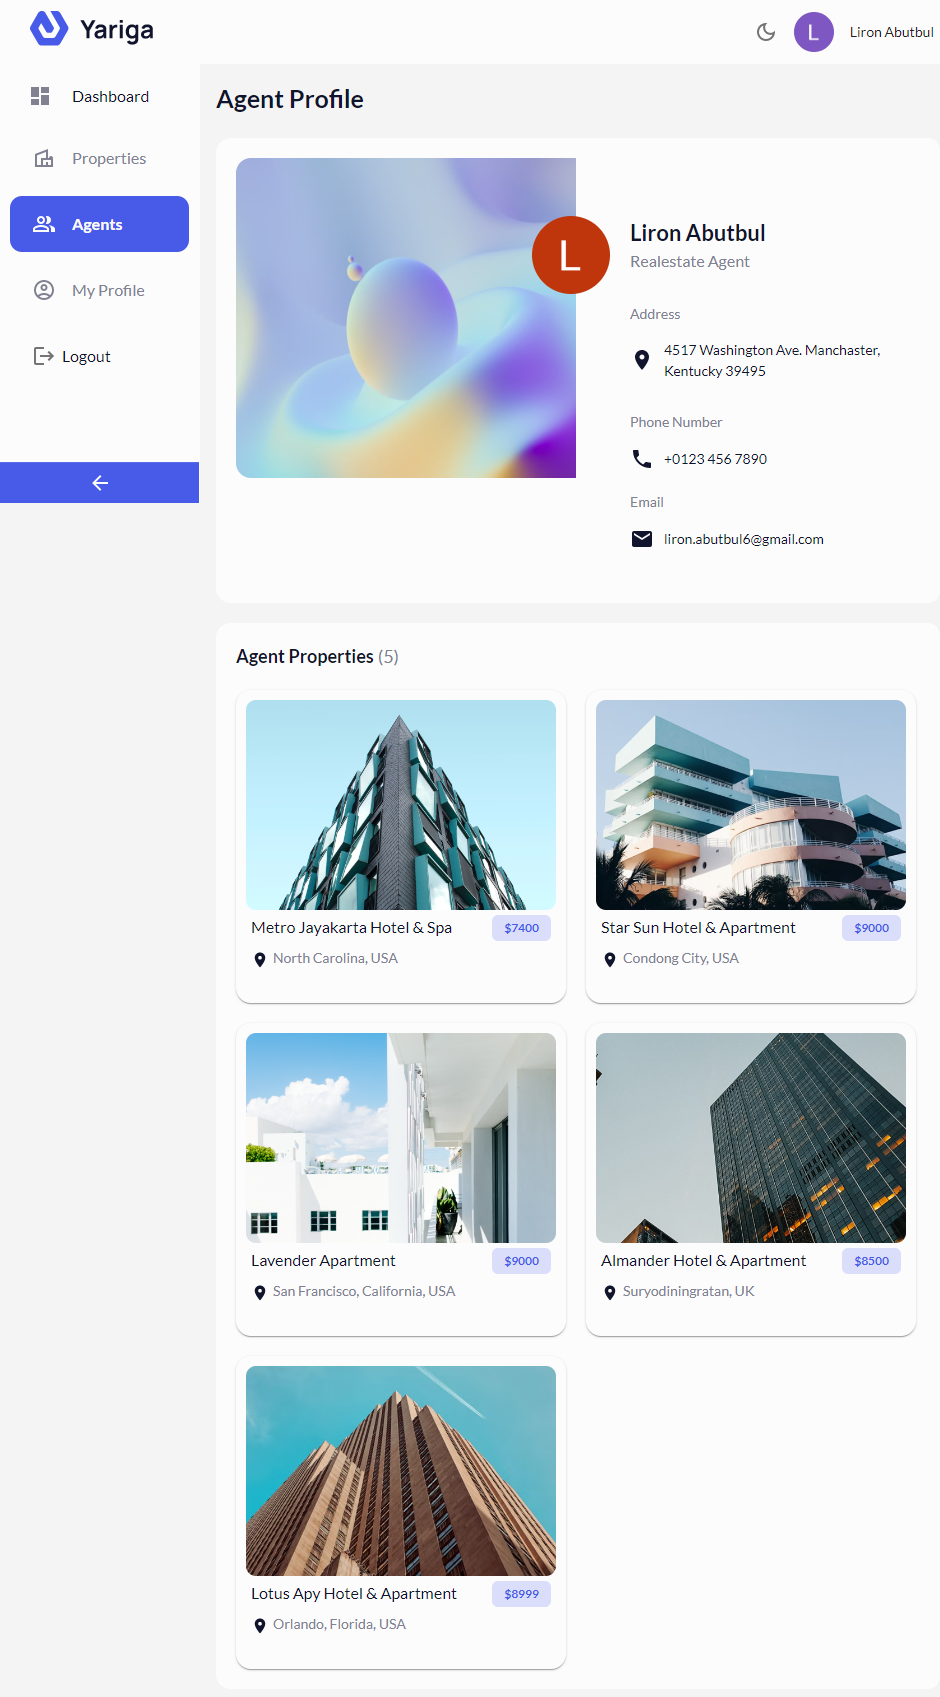 Yariga
L
Liron Abutbul
Dashboard
Properties
Agents
My Profile
Logout
Agent Profile
L
Liron Abutbul
Realestate Agent
Address
4517 Washington Ave. Manchaster,
Kentucky 39495
Phone Number
+0123 456 7890
Email
liron.abutbul6@gmail.com
Agent Properties (5)
Metro Jayakarta Hotel & Spa
$7400
North Carolina, USA
Star Sun Hotel & Apartment
$9000
Condong City, USA
Lavender Apartment
$9000
San Francisco, California, USA
Almander Hotel & Apartment
$8500
Suryodiningratan, UK
Lotus Apy Hotel & Apartment
$8999
Orlando, Florida, USA